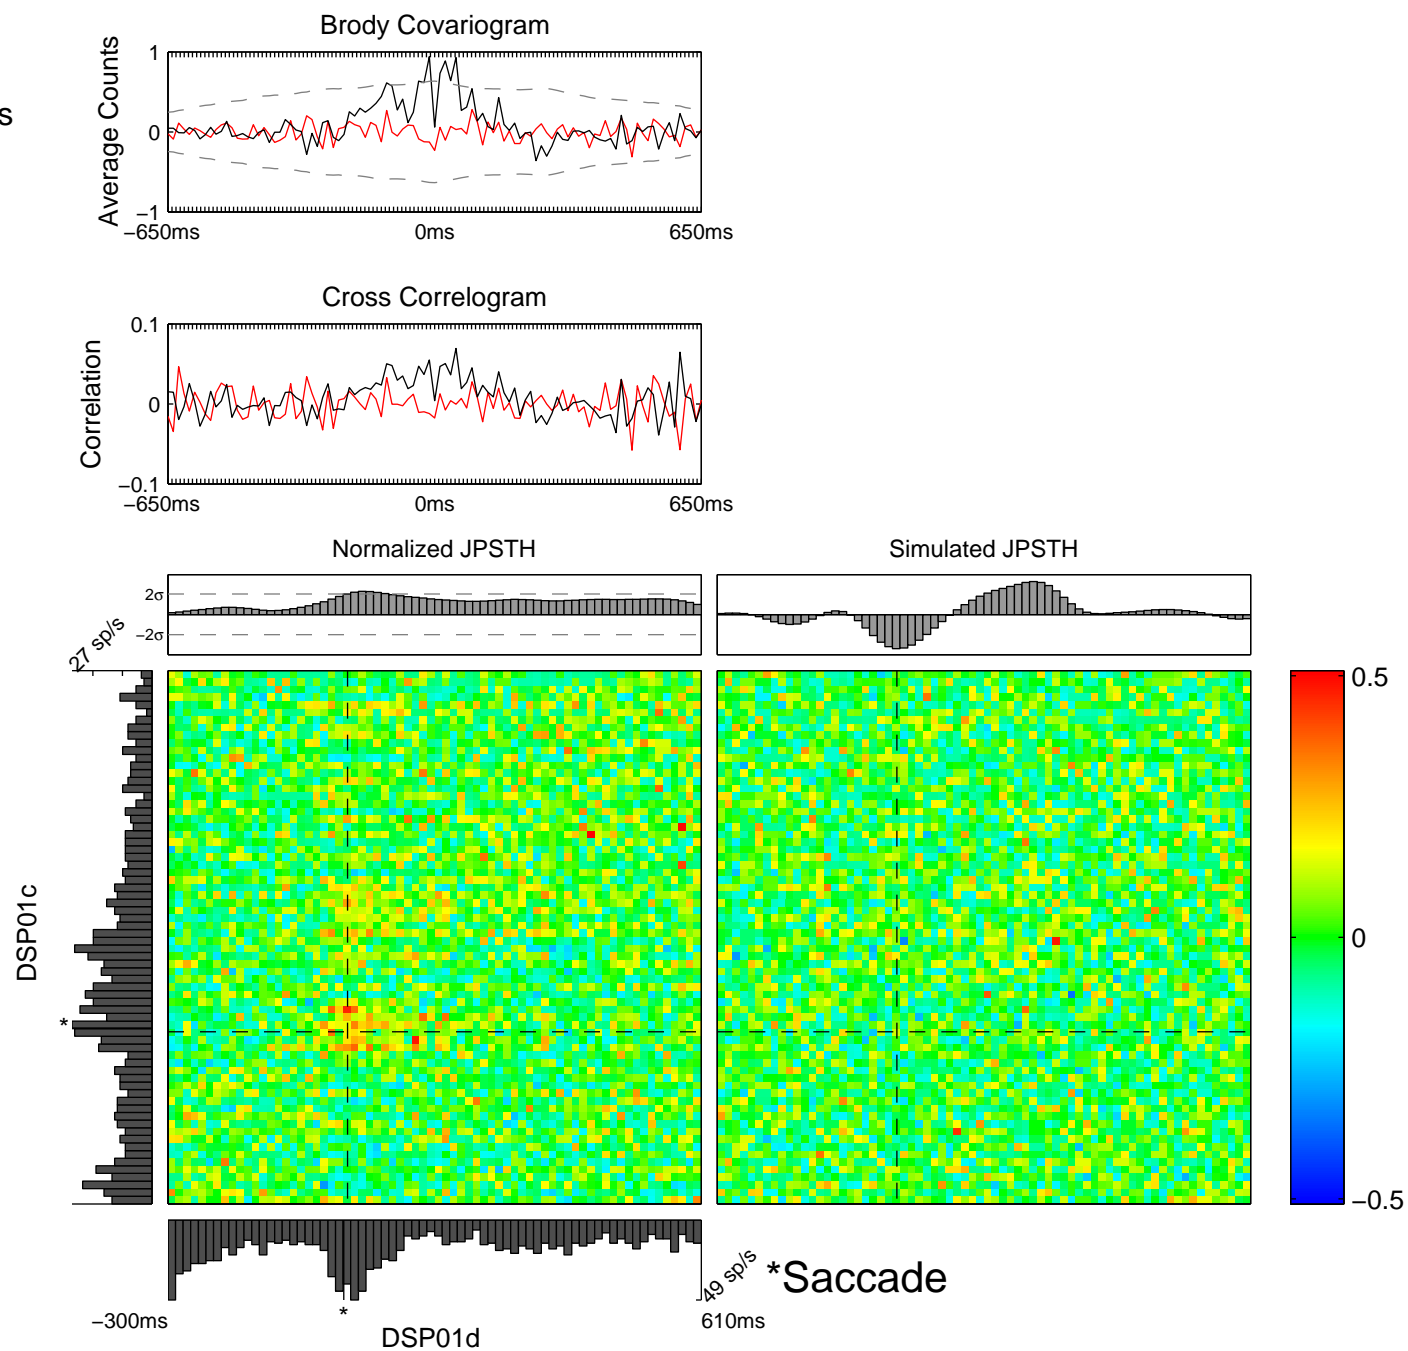 Brody Covariogram
s
Average Counts
1
0
−1
−650ms
0ms
650ms
Cross Correlogram
Correlation
0.1
0
−0.1
−650ms
0ms
650ms
Normalized JPSTH
Simulated JPSTH
2σ
−2σ
27 sp/s
DSP01c
*
0.5
0
−0.5
49 sp/s
*Saccade
*
−300ms
610ms
DSP01d